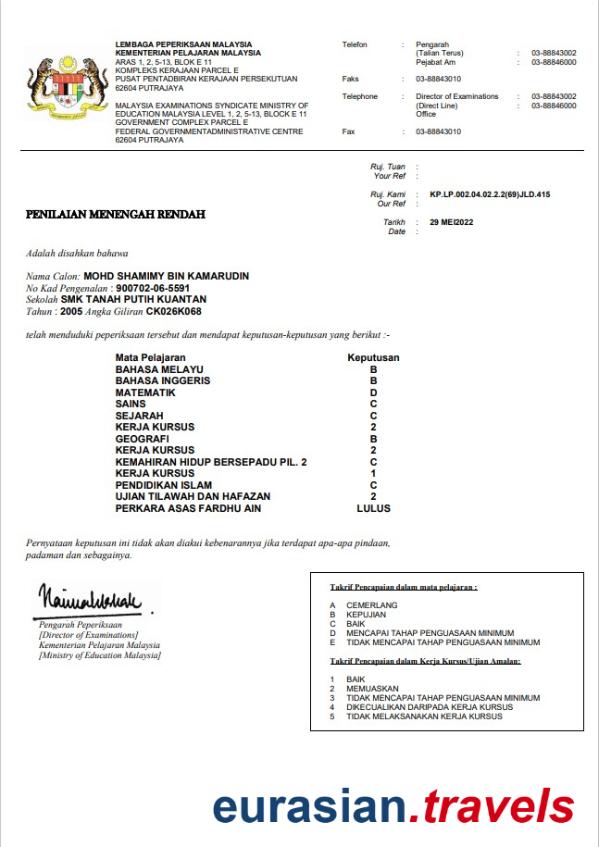 LEMBAGA PEPERIKSAAN MALAYSIA
KEMENTERIAN PELAJARAN MALAYSIA
ARAS 1, 2, 5-13, BLOK E 11
KOMPLEKS KERAJAAN PARCEL E
PUSAT PENTADBIRAN KERAJAAN PERSEKUTUAN
62604 PUTRAJAYA
MALAYSIA EXAMINATIONS SYNDICATE MINISTRY OF
EDUCATION MALAYSIA LEVEL 1, 2, 5-13, BLOCK E 11
GOVERNMENT COMPLEX PARCEL E
FEDERAL GOVERNMENTADMINISTRATIVE CENTRE
62604 PUTRAJAYA
Telefon : Pengarah
(Talian Terus) : 03-88843002
Pejabat Am : 03-88846000
Faks : 03-88843010
Telephone : Director of Examinations : 03-88843002
(Direct Line) : 03-88846000
Office
Fax : 03-88843010
Ruj. Tuan :
Your Ref :
Ruj. Kami : KP.LP.002.04.02.2.2(69)JLD.415
Our Ref :
Tarikh : 29 MEI2022
Date :
PENILAIAN MENENGAH RENDAH
Adalah disahkan bahawa
Nama Calon: MOHD SHAMIMY BIN KAMARUDIN
No Kad Pengenalan : 900702-06-5591
Sekolah SMK TANAH PUTIH KUANTAN
Tahun : 2005 Angka Giliran CK026K068
telah menduduki peperiksaan tersebut dan mendapat keputusan-keputusan yang berikut :-
Mata Pelajaran Keputusan
BAHASA MELAYU B
BAHASA INGGERIS B
MATEMATIK D
SAINS C
SEJARAH C
KERJA KURSUS 2
GEOGRAFI B
KERJA KURSUS 2
KEMAHIRAN HIDUP BERSEPADU PIL. 2 C
KERJA KURSUS 1
PENDIDIKAN ISLAM C
UJIAN TILAWAH DAN HAFAZAN 2
PERKARA ASAS FARDHU AIN LULUS
Pernyataan keputusan ini tidak akan diakui kebenarannya jika terdapat apa-apa pindaan,
padaman dan sebagainya.
Pengarah Peperiksaan
[Director of Examinations]
Kementerian Pelajaran Malaysia
[Ministry of Education Malaysia]
Takrif Pencapaian dalam mata pelajaran :
A CEMERLANG
B KEPUJIAN
C BAIK
D MENCAPAI TAHAP PENGUASAAN MINIMUM
E TIDAK MENCAPAI TAHAP PENGUASAAN MINIMUM
Takrif Pencapaian dalam Kerja Kursus/Ujian Amalan:
1 BAIK
2 MEMUASKAN
3 TIDAK MENCAPAI TAHAP PENGUASAAN MINIMUM
4 DIKECUALIKAN DARIPADA KERJA KURSUS
5 TIDAK MELAKSANAKAN KERJA KURSUS
eurasian.travels